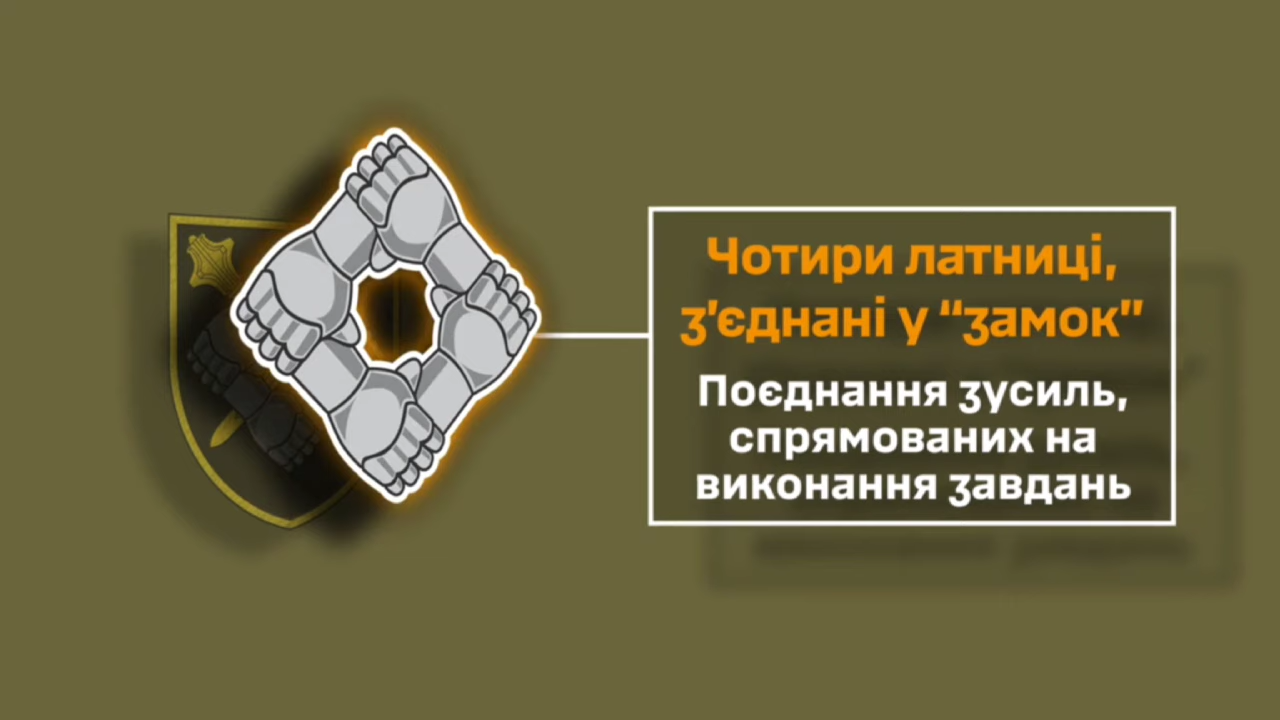 Чотири латниці,
з’єднані у “замок”
Поєднання зусиль,
спрямованих на
виконання завдань